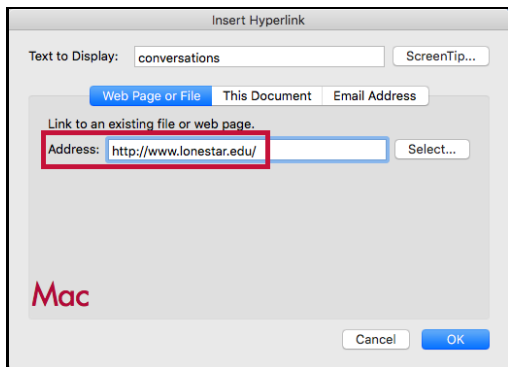 Insert Hyperlink
Text to Display: conversations ScreenTip...
Web Page or File This Document Email Address
Link to an existing file or web page.
Address: http://www.lonestar.edu/ Select...
Mac
Cancel OK